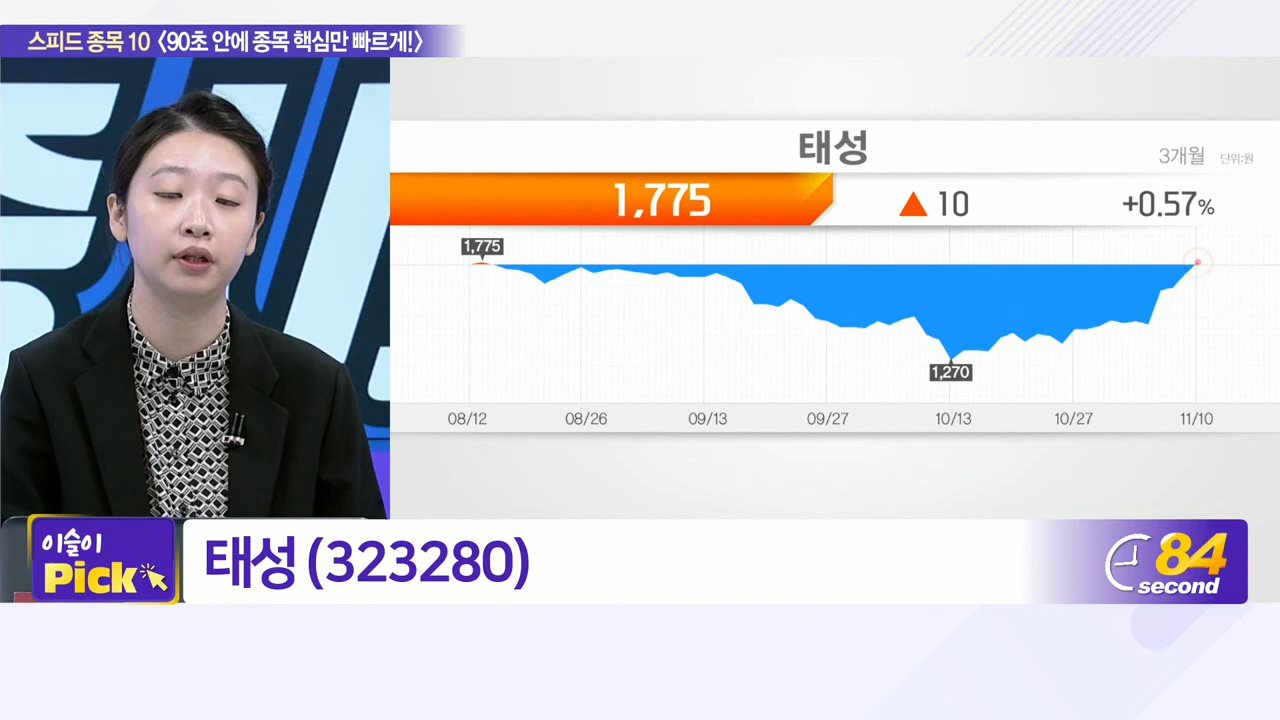 스피드 종목 10 〈90초 안에 종목 핵심만 빠르게!〉
태성
3개월 단위:원
1,775 ▲ 10 +0.57%
1,775
1,270
08/12 08/26 09/13 09/27 10/13 10/27 11/10
이슬이
Pick
태성 (323280)
84
second